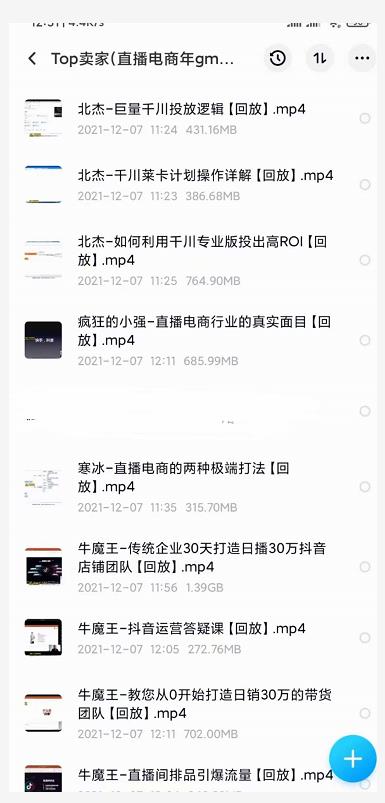 Top卖家(直播电商年gm...
北杰-巨量千川投放逻辑【回放】.mp4
2021-12-07 11:24 431.16MB
北杰-千川莱卡计划操作详解【回放】.mp4
2021-12-07 11:23 386.68MB
北杰-如何利用千川专业版投出高ROI【回
放】.mp4
2021-12-07 11:25 764.90MB
疯狂的小强-直播电商行业的真实面目【回
放】.mp4
2021-12-07 12:11 685.99MB
寒冰-直播电商的两种极端打法【回
放】.mp4
2021-12-07 11:35 315.70MB
牛魔王-传统企业30天打造日播30万抖音
店铺团队【回放】.mp4
2021-12-07 11:56 1.39GB
牛魔王-抖音运营答疑课【回放】.mp4
2021-12-07 12:05 272.76MB
牛魔王-教您从0开始打造日销30万的带货
团队【回放】.mp4
2021-12-07 12:11 702.00MB
牛魔王-直播间排品引爆流量【回放】.mp4